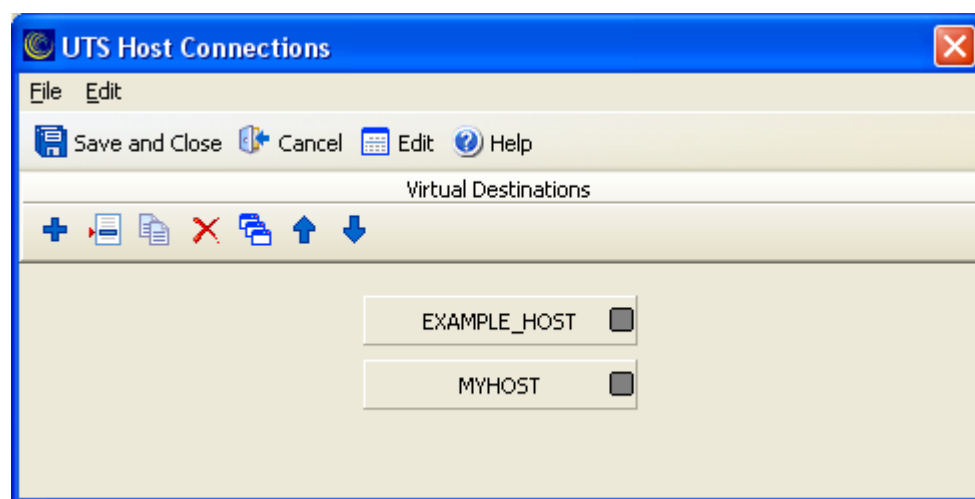 UTS Host Connections
File Edit
Save and Close Cancel Edit Help
Virtual Destinations
EXAMPLE_HOST
MYHOST